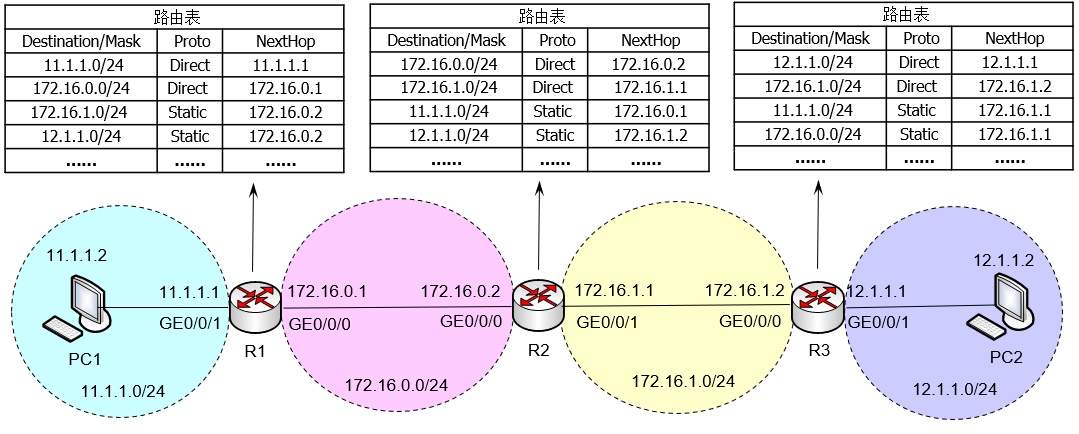 路由表
Destination/Mask Proto NextHop
11.1.1.0/24 Direct 11.1.1.1
172.16.0.0/24 Direct 172.16.0.1
172.16.1.0/24 Static 172.16.0.2
12.1.1.0/24 Static 172.16.0.2
...... ...... ......
路由表
Destination/Mask Proto NextHop
172.16.0.0/24 Direct 172.16.0.2
172.16.1.0/24 Direct 172.16.1.1
11.1.1.0/24 Static 172.16.0.1
12.1.1.0/24 Static 172.16.1.2
...... ...... ......
路由表
Destination/Mask Proto NextHop
12.1.1.0/24 Direct 12.1.1.1
172.16.1.0/24 Direct 172.16.1.2
11.1.1.0/24 Static 172.16.1.1
172.16.0.0/24 Static 172.16.1.1
...... ...... ......
11.1.1.2
PC1
11.1.1.1
GE0/0/1
11.1.1.0/24
R1
172.16.0.1
GE0/0/0
172.16.0.2
GE0/0/0
172.16.0.0/24
R2
172.16.1.1
GE0/0/1
172.16.1.2
GE0/0/0
172.16.1.0/24
R3
12.1.1.1
GE0/0/1
12.1.1.2
PC2
12.1.1.0/24